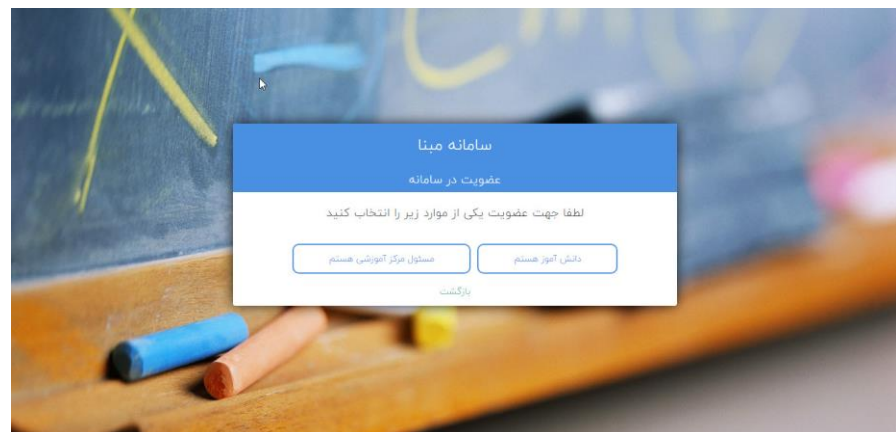 سامانه مبنا
عضویت در سامانه
لطفا جهت عضویت یکی از موارد زیر را انتخاب کنید
دانش آموز هستم
مسئول مرکز آموزشی هستم
بازگشت